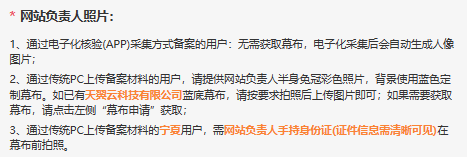 * 网站负责人照片：
1、通过电子化核验(APP)采集方式备案的用户：无需获取幕布，电子化采集后会自动生成人像
图片；
2、通过传统PC上传备案材料的用户，请提供网站负责人半身免冠彩色照片，背景使用蓝色定
制幕布。如已有天翼云科技有限公司蓝底幕布，请按要求拍照后上传图片即可；如果需要获取
幕布，请点击左侧“幕布申请”获取；
3、通过传统PC上传备案材料的宁夏用户，需网站负责人手持身份证(证件信息需清晰可见)在
幕布前拍照。